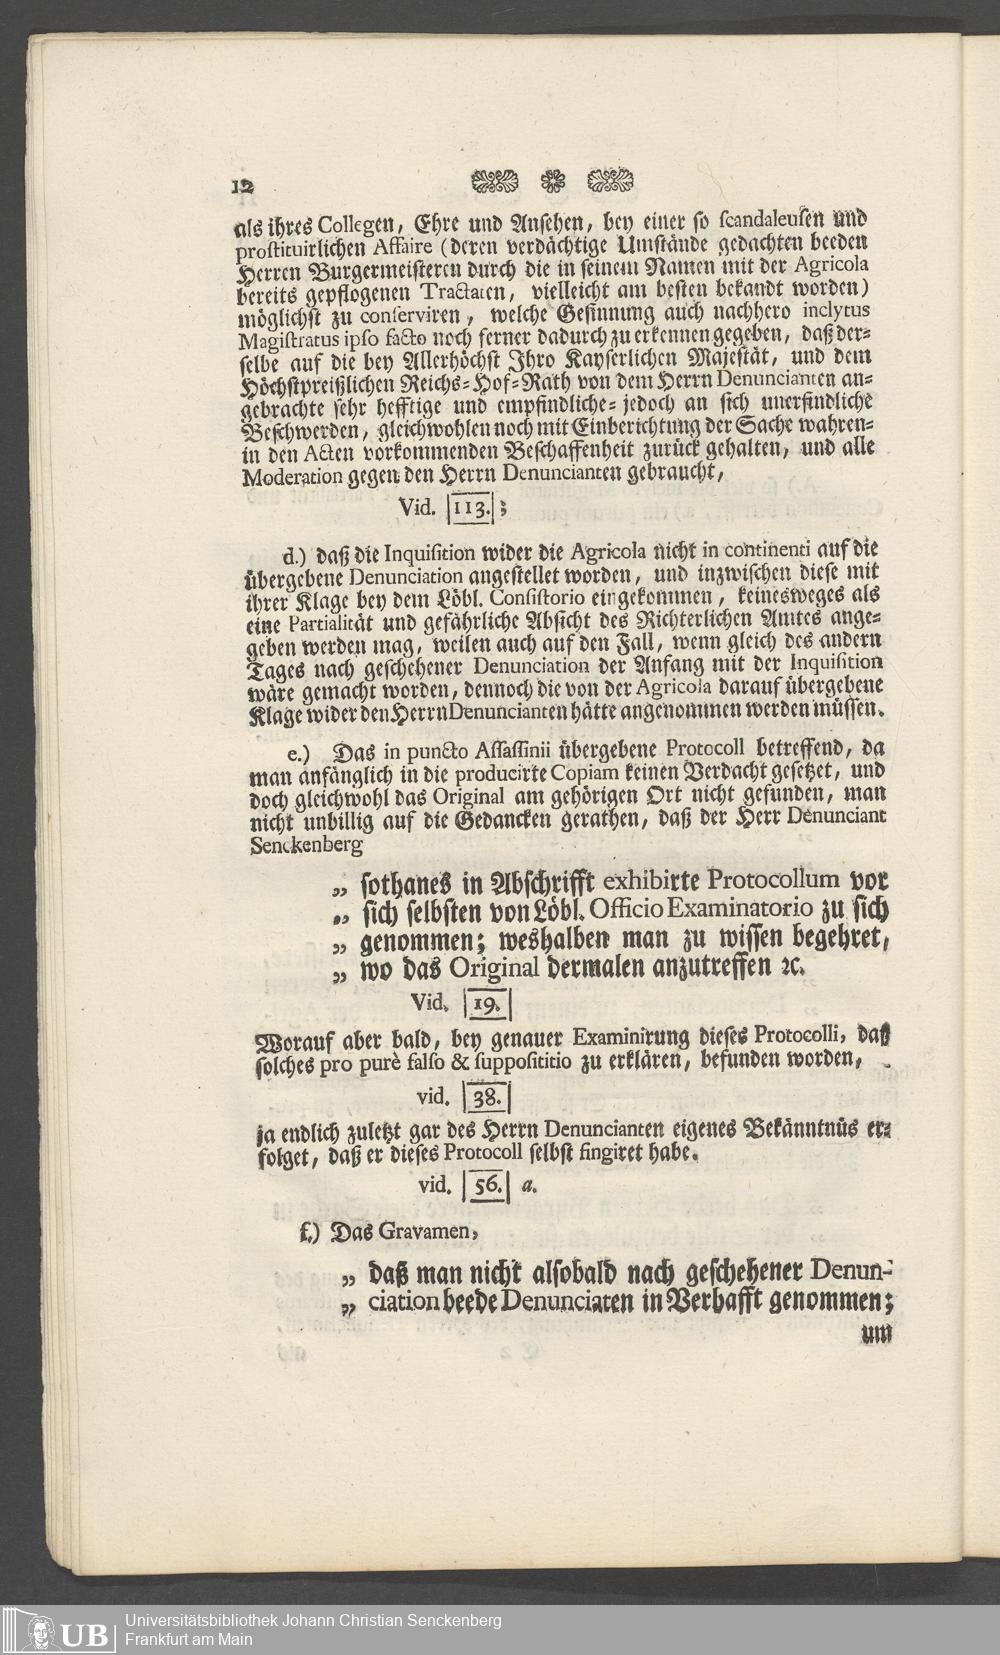 12
als ihres Collegen, Ehre und Ansehen, bey einer so scandaleusen und
prostituirlichen Affaire (deren verdächtige Umstände gedachten beeden
Herren Burgermeisteren durch die in seinem Namen mit der Agricola
bereits gepflogenen Tractaten, vielleicht am besten bekandt worden)
möglichst zu conserviren, welche Gesinnung auch nachhero inclytus
Magistratus ipso facto noch ferner dadurch zu erkennen gegeben, daß der-
selbe auf die bey Allerhöchst Ihro Kayserlichen Majestät, und dem
Höchstpreißlichen Reichs-Hof-Rath von dem Herrn Denuncianten an-
gebrachte sehr hefftige und empfindliche- jedoch an sich unerfindliche
Beschwerden, gleichwohlen noch mit Einberichtung der Sache wahren-
in den Acten vorkommenden Beschaffenheit zurück gehalten, und alle
Moderation gegen den Herrn Denuncianten gebraucht,
Vid. |113.| ;
d.) daß die Inquisition wider die Agricola nicht in continenti auf die
übergebene Denunciation angestellet worden, und inzwischen diese mit
ihrer Klage bey dem Löbl. Consistorio eingekommen, keinesweges als
eine Partialität und gefährliche Absicht des Richterlichen Amtes ange-
geben werden mag, weilen auch auf den Fall, wenn gleich des andern
Tages nach geschehener Denunciation der Anfang mit der Inquisition
wäre gemacht worden, dennoch die von der Agricola darauf übergebene
Klage wider den Herrn Denuncianten hätte angenommen werden müssen.
e.) Das in puncto Assassinii übergebene Protocoll betreffend, da
man anfänglich in die producirte Copiam keinen Verdacht gesetzet, und
doch gleichwohl das Original am gehörigen Ort nicht gefunden, man
nicht unbillig auf die Gedancken gerathen, daß der Herr Denunciant
Senckenberg
„ sothanes in Abschrifft exhibirte Protocollum vor
„ sich selbsten von Löbl. Officio Examinatorio zu sich
„ genommen; weshalben man zu wissen begehret,
„ wo das Original dermalen anzutreffen ꝛc.
Vid. |19.|
Worauf aber bald, bey genauer Examinirung dieses Protocolli, daß
solches pro purè falso & supposititio zu erklären, befunden worden,
vid. |38.|
ja endlich zuletzt gar des Herrn Denuncianten eigenes Bekänntnüs er-
folget, daß er dieses Protocoll selbst fingiret habe.
vid. |56.| a.
f.) Das Gravamen,
„ daß man nicht alsobald nach geschehener Denun-
„ ciation beede Denunciaten in Verhafft genommen;
um
UB
Universitätsbibliothek Johann Christian Senckenberg
Frankfurt am Main